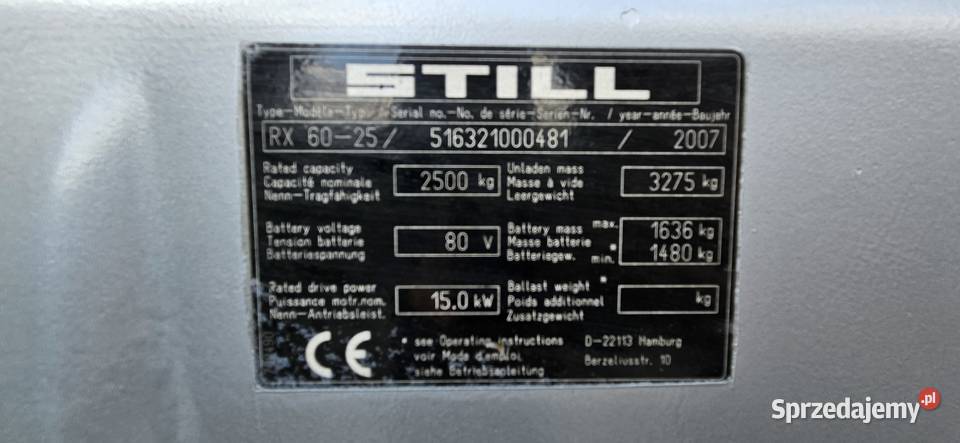 STILL
Type-Modèle-Typ / Serial no.-No. de série-Serien-Nr. / year-année-Baujahr
RX 60-25 / 516321000481 / 2007
Rated capacity
Capacité nominale
Nenn-Tragfähigkeit
2500 kg
Unladen mass
Masse à vide
Leergewicht
3275 kg
Battery voltage
Tension batterie
Batteriespannung
80 V
Battery mass max.
Masse batterie *
Batteriegew. min.
1636 kg
1480 kg
Rated drive power
Puissance motr.nom.
Nenn-Antriebsleist.
15.0 kW
Ballast weight *
Poids additionnel
Zusatzgewicht
kg
CE
* see Operating instructions
voir Mode d'emploi
siehe Betriebsanleitung
D-22113 Hamburg
Berzeliusstr. 10
Sprzedajemy.pl